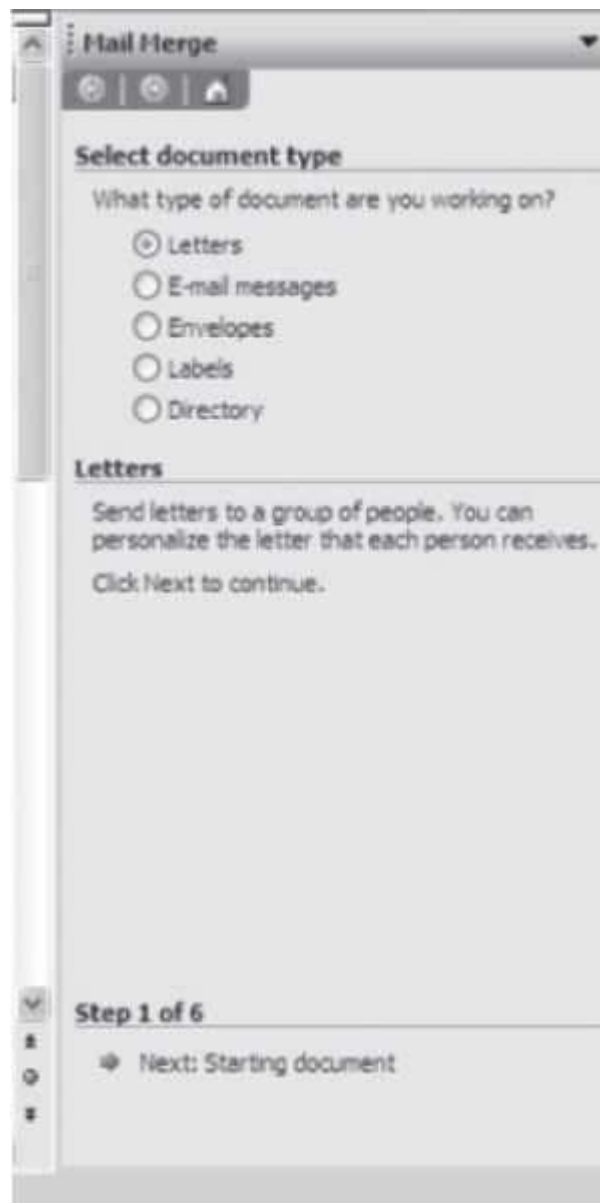 Mail Merge
Select document type
What type of document are you working on?
Letters
E-mail messages
Envelopes
Labels
Directory
Letters
Send letters to a group of people. You can
personalize the letter that each person receives.
Click Next to continue.
Step 1 of 6
Next: Starting document